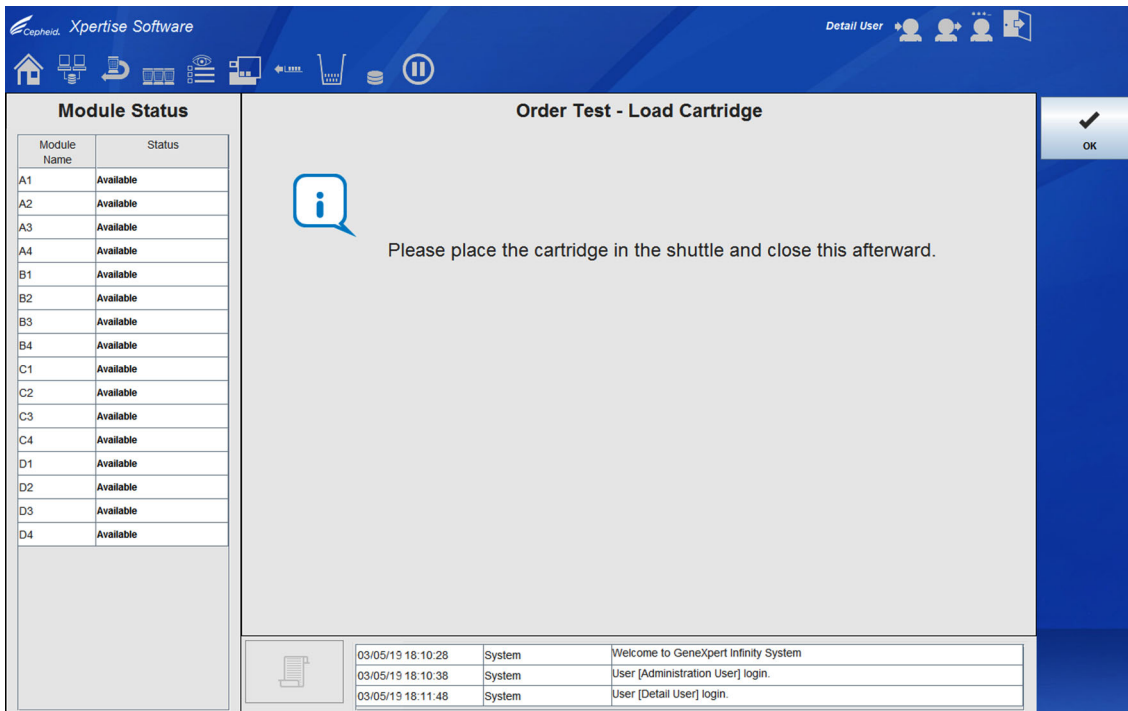 Cepheid. Xpertise Software
Detail User
Module Status
Module Name Status
A1 Available
A2 Available
A3 Available
A4 Available
B1 Available
B2 Available
B3 Available
B4 Available
C1 Available
C2 Available
C3 Available
C4 Available
D1 Available
D2 Available
D3 Available
D4 Available
Order Test - Load Cartridge
i
Please place the cartridge in the shuttle and close this afterward.
OK
03/05/19 18:10:28 System Welcome to GeneXpert Infinity System
03/05/19 18:10:38 System User [Administration User] login.
03/05/19 18:11:48 System User [Detail User] login.